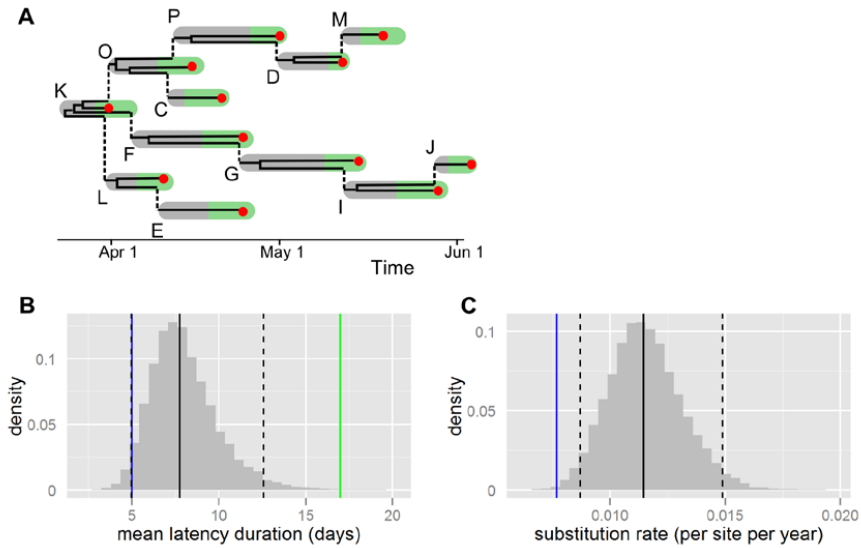 A
P
M
O
D
K
C
F
J
G
L
I
E
Apr 1
May 1
Jun 1
Time
B
density
0.1
0.05
0
5
10
15
20
mean latency duration (days)
C
density
0.1
0.05
0
0.010
0.015
0.020
substitution rate (per site per year)